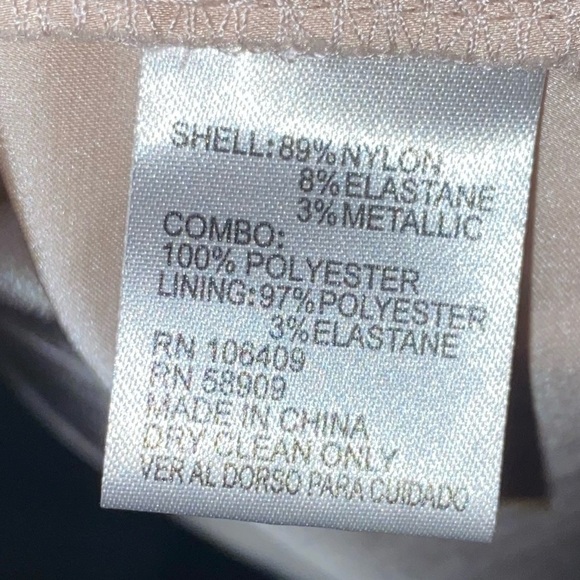 SHELL: 89% NYLON
8% ELASTANE
3% METALLIC
COMBO:
100% POLYESTER
LINING: 97% POLYESTER
3% ELASTANE
RN 106409
RN 58909
MADE IN CHINA
DRY CLEAN ONLY
VER AL DORSO PARA CUIDADO